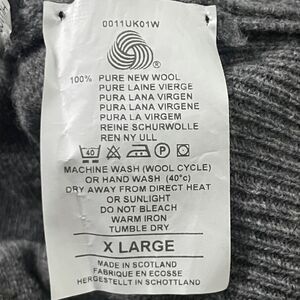 0011UK01W
100% PURE NEW WOOL
PURE LAINE VIERGE
PURA LANA VIRGEN
PURA LANA VIRGENE
PURA LA VIRGEM
REINE SCHURWOLLE
REN NY ULL
40 P
MACHINE WASH (WOOL CYCLE)
OR HAND WASH (40°c)
DRY AWAY FROM DIRECT HEAT
OR SUNLIGHT
DO NOT BLEACH
WARM IRON
TUMBLE DRY
X LARGE
MADE IN SCOTLAND
FABRIQUE EN ECOSSE
HERGESTELLT IN SCHOTTLAND